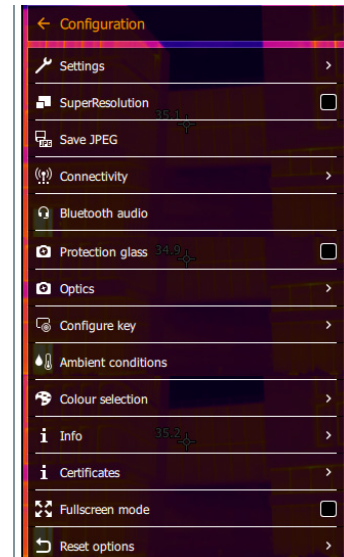 Configuration
Settings
SuperResolution
35.1
Save JPEG
Connectivity
Bluetooth audio
Protection glass 34.9
Optics
Configure key
Ambient conditions
Colour selection
Info 35.2
Certificates
Fullscreen mode
Reset options